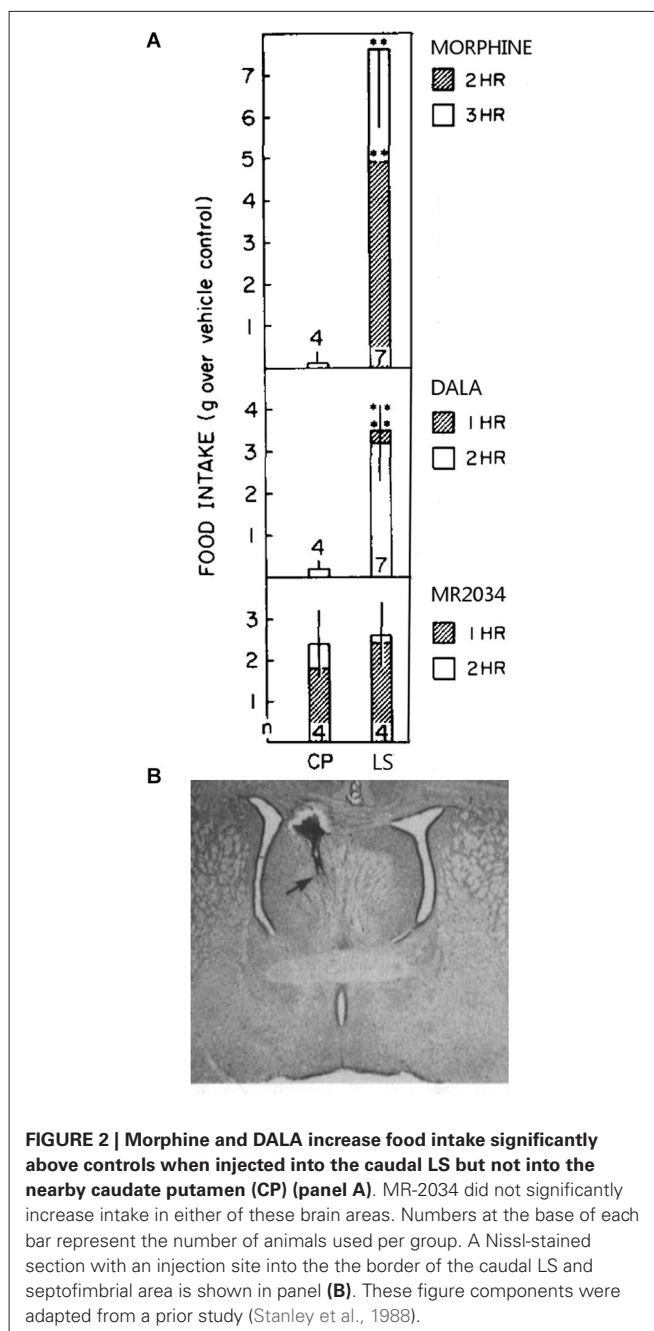 A
FOOD INTAKE (g over vehicle control)
7
6
5
4
3
2
1
4
**
**
7
MORPHINE
2 HR
3 HR
4
3
2
1
4
* *
* *
7
DALA
1 HR
2 HR
3
2
1
n
4
4
MR2034
1 HR
2 HR
CP LS
B
FIGURE 2 | Morphine and DALA increase food intake significantly
above controls when injected into the caudal LS but not into the
nearby caudate putamen (CP) (panel A). MR-2034 did not significantly
increase intake in either of these brain areas. Numbers at the base of each
bar represent the number of animals used per group. A Nissl-stained
section with an injection site into the the border of the caudal LS and
septofimbrial area is shown in panel (B). These figure components were
adapted from a prior study (Stanley et al., 1988).